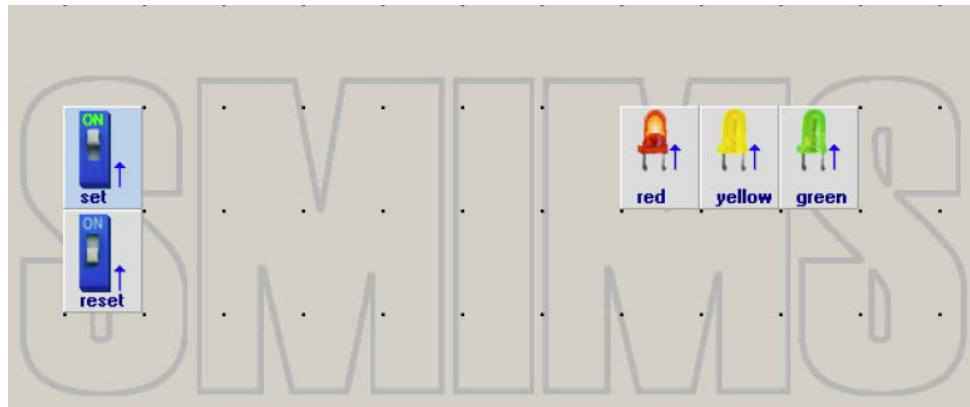 SMIMS
ON
set
ON
reset
red yellow green